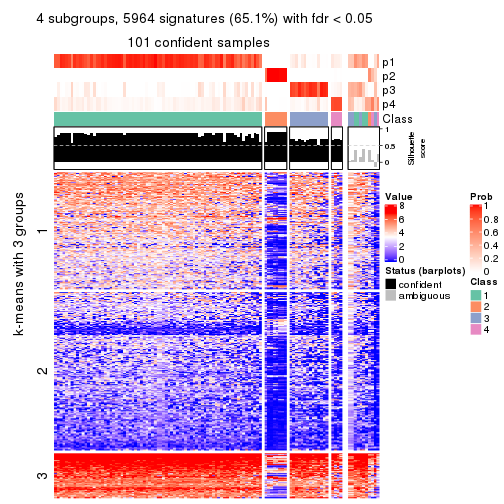 4 subgroups, 5964 signatures (65.1%) with fdr < 0.05
101 confident samples
p1
p2
p3
p4
Class
1
0.5
0
Silhouette
score
k-means with 3 groups
1
2
3
Value
8
6
4
2
0
Status (barplots)
confident
ambiguous
Prob
1
0.8
0.6
0.4
0.2
0
Class
1
2
3
4